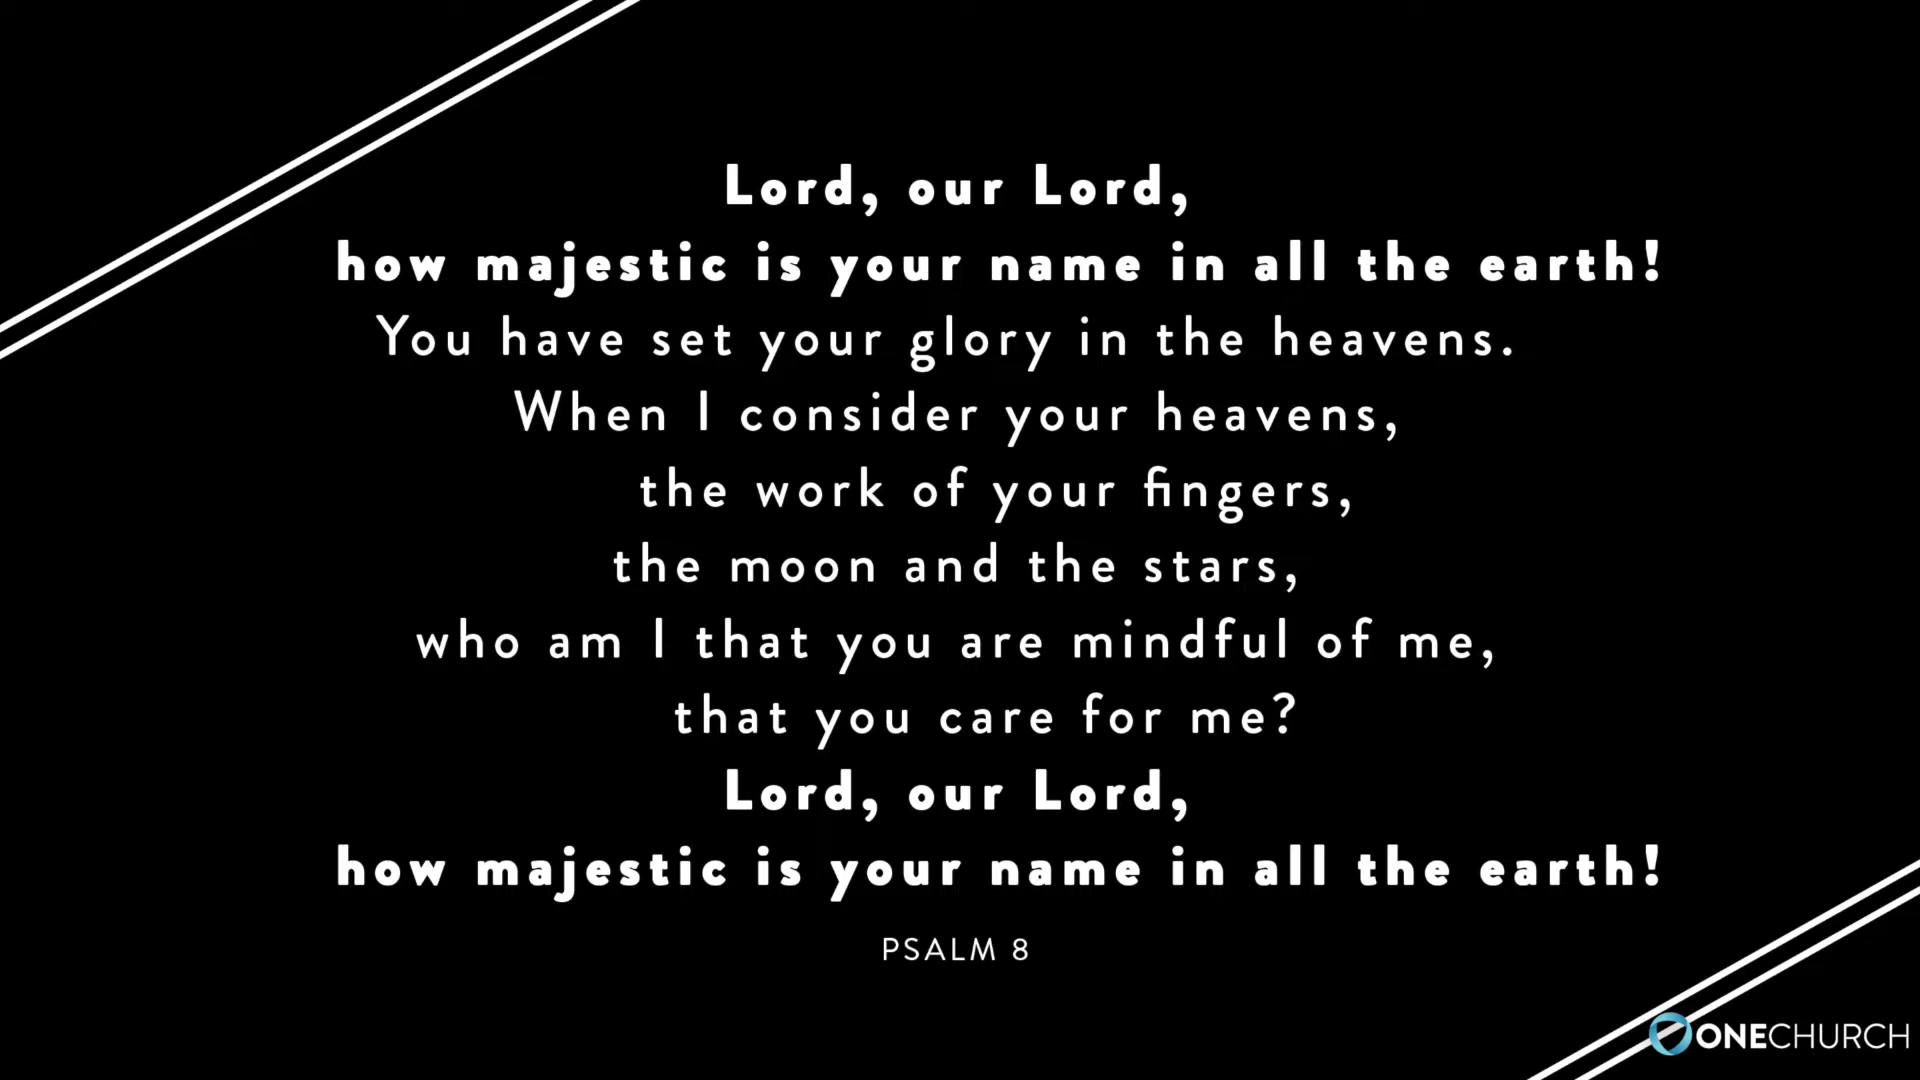 Lord, our Lord,
how majestic is your name in all the earth!
You have set your glory in the heavens.
When I consider your heavens,
the work of your fingers,
the moon and the stars,
who am I that you are mindful of me,
that you care for me?
Lord, our Lord,
how majestic is your name in all the earth!
PSALM 8
ONECHURCH